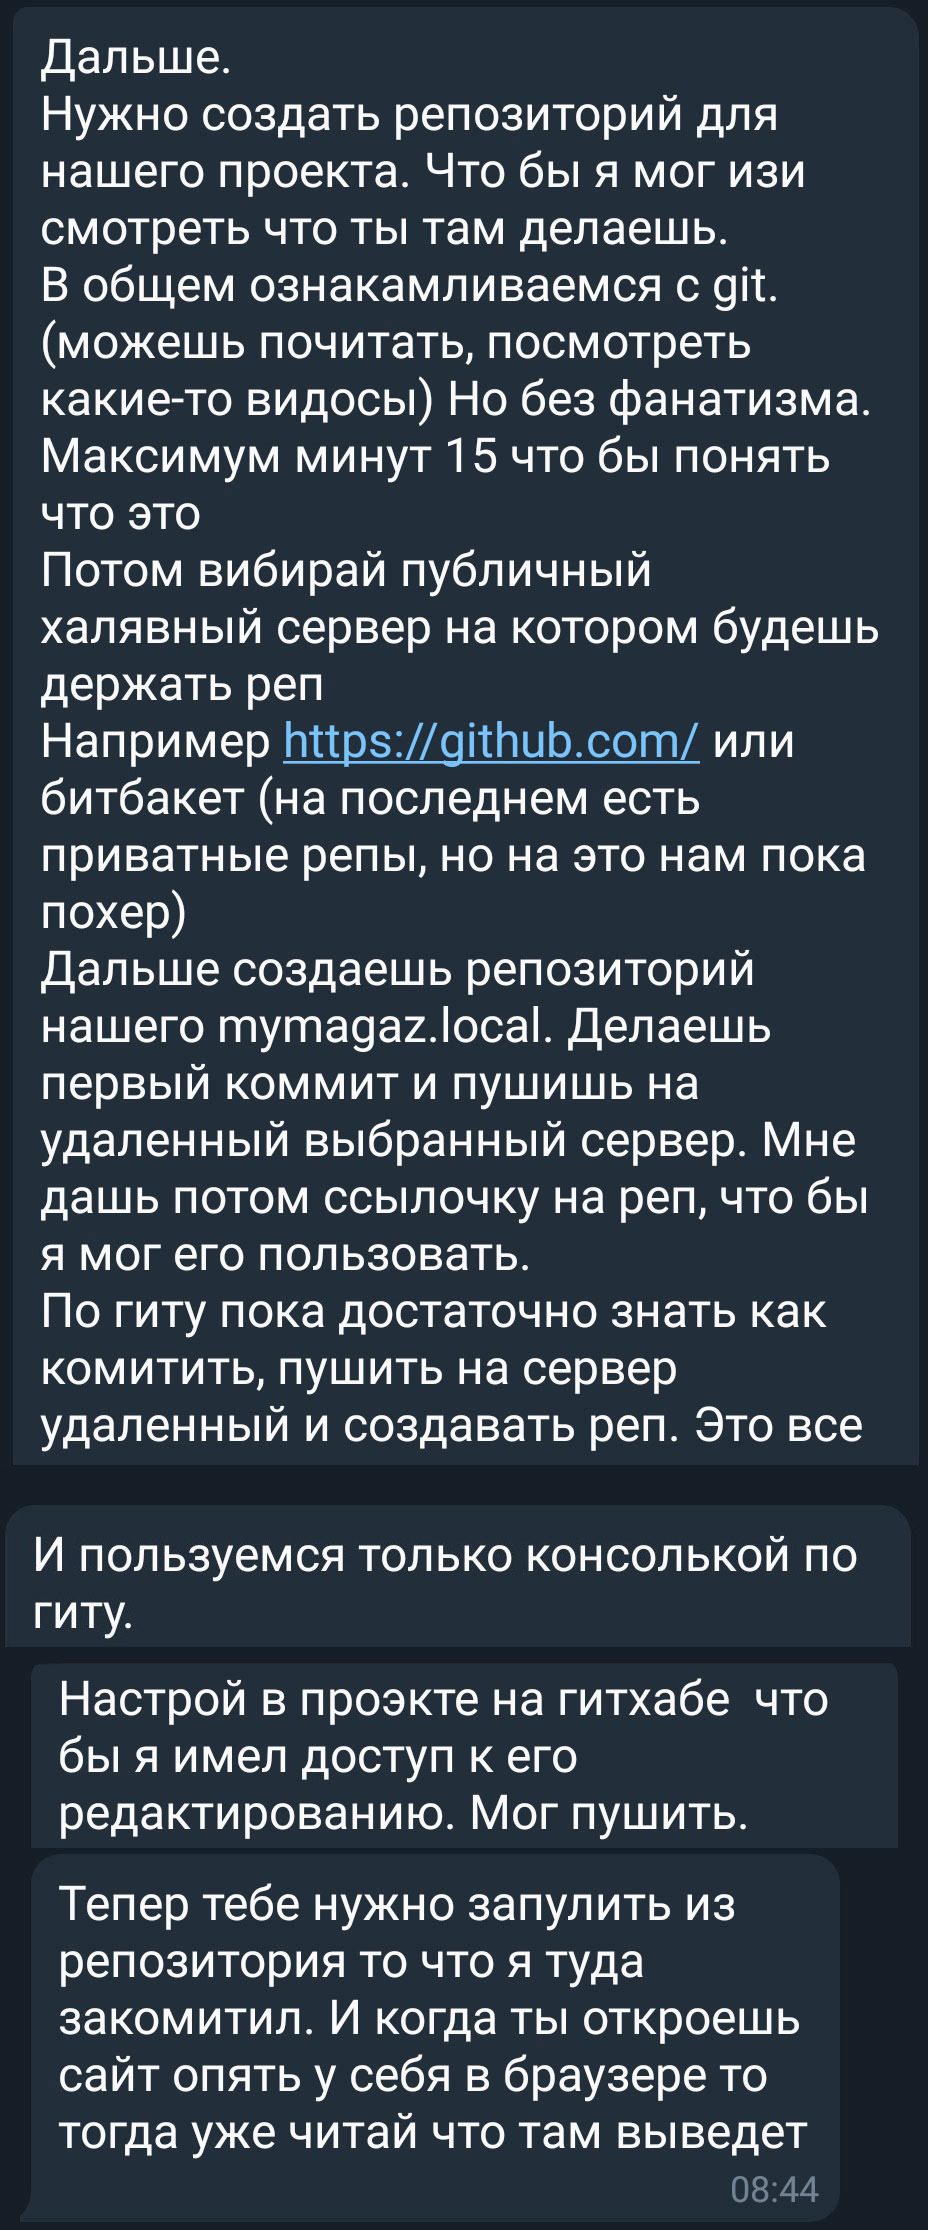 Дальше.
Нужно создать репозиторий для
нашего проекта. Что бы я мог изи
смотреть что ты там делаешь.
В общем ознакамливаемся с git.
(можешь почитать, посмотреть
какие-то видосы) Но без фанатизма.
Максимум минут 15 что бы понять
что это
Потом вибирай публичный
халявный сервер на котором будешь
держать реп
Например https://github.com/ или
битбакет (на последнем есть
приватные репы, но на это нам пока
похер)
Дальше создаешь репозиторий
нашего mymagaz.local. Делаешь
первый коммит и пушишь на
удаленный выбранный сервер. Мне
дашь потом ссылочку на реп, что бы
я мог его пользовать.
По гиту пока достаточно знать как
комитить, пушить на сервер
удаленный и создавать реп. Это все
И пользуемся только консолькой по
гиту.
Настрой в проэкте на гитхабе  что
бы я имел доступ к его
редактированию. Мог пушить.
Тепер тебе нужно запулить из
репозитория то что я туда
закомитил. И когда ты откроешь
сайт опять у себя в браузере то
тогда уже читай что там выведет
08:44